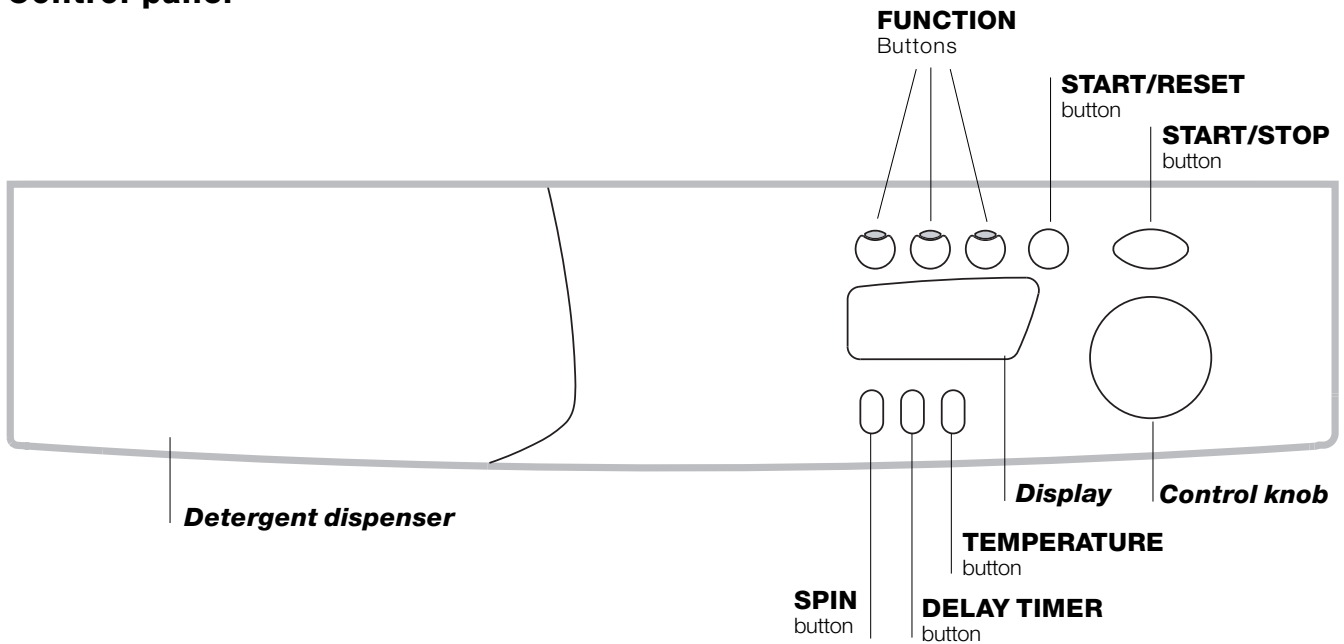 Control panel
FUNCTION
Buttons
START/RESET
button
START/STOP
button
Detergent dispenser
Display
Control knob
TEMPERATURE
button
SPIN
button
DELAY TIMER
button